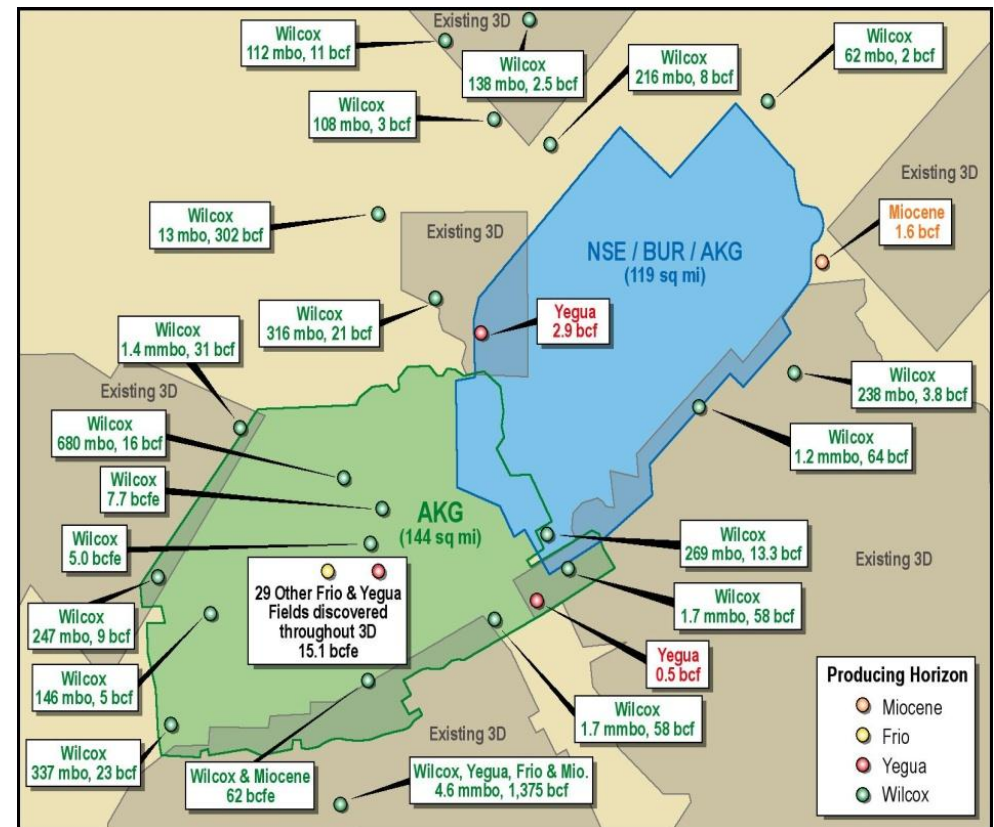 Existing 3D
Wilcox
112 mbo, 11 bcf
Wilcox
138 mbo, 2.5 bcf
Wilcox
216 mbo, 8 bcf
Wilcox
62 mbo, 2 bcf
Wilcox
108 mbo, 3 bcf
Existing 3D
Miocene
1.6 bcf
Wilcox
13 mbo, 302 bcf
Existing 3D
NSE / BUR / AKG
(119 sq mi)
Wilcox
316 mbo, 21 bcf
Yegua
2.9 bcf
Wilcox
1.4 mmbo, 31 bcf
Existing 3D
Wilcox
238 mbo, 3.8 bcf
Wilcox
680 mbo, 16 bcf
Wilcox
1.2 mmbo, 64 bcf
Wilcox
7.7 bcfe
AKG
(144 sq mi)
Wilcox
5.0 bcfe
Wilcox
269 mbo, 13.3 bcf
Existing 3D
29 Other Frio & Yegua
Fields discovered
throughout 3D
15.1 bcfe
Wilcox
247 mbo, 9 bcf
Wilcox
1.7 mmbo, 58 bcf
Wilcox
146 mbo, 5 bcf
Yegua
0.5 bcf
Wilcox
1.7 mmbo, 58 bcf
Existing 3D
Wilcox
337 mbo, 23 bcf
Wilcox & Miocene
62 bcfe
Wilcox, Yegua, Frio & Mio.
4.6 mmbo, 1,375 bcf
Producing Horizon
Miocene
Frio
Yegua
Wilcox